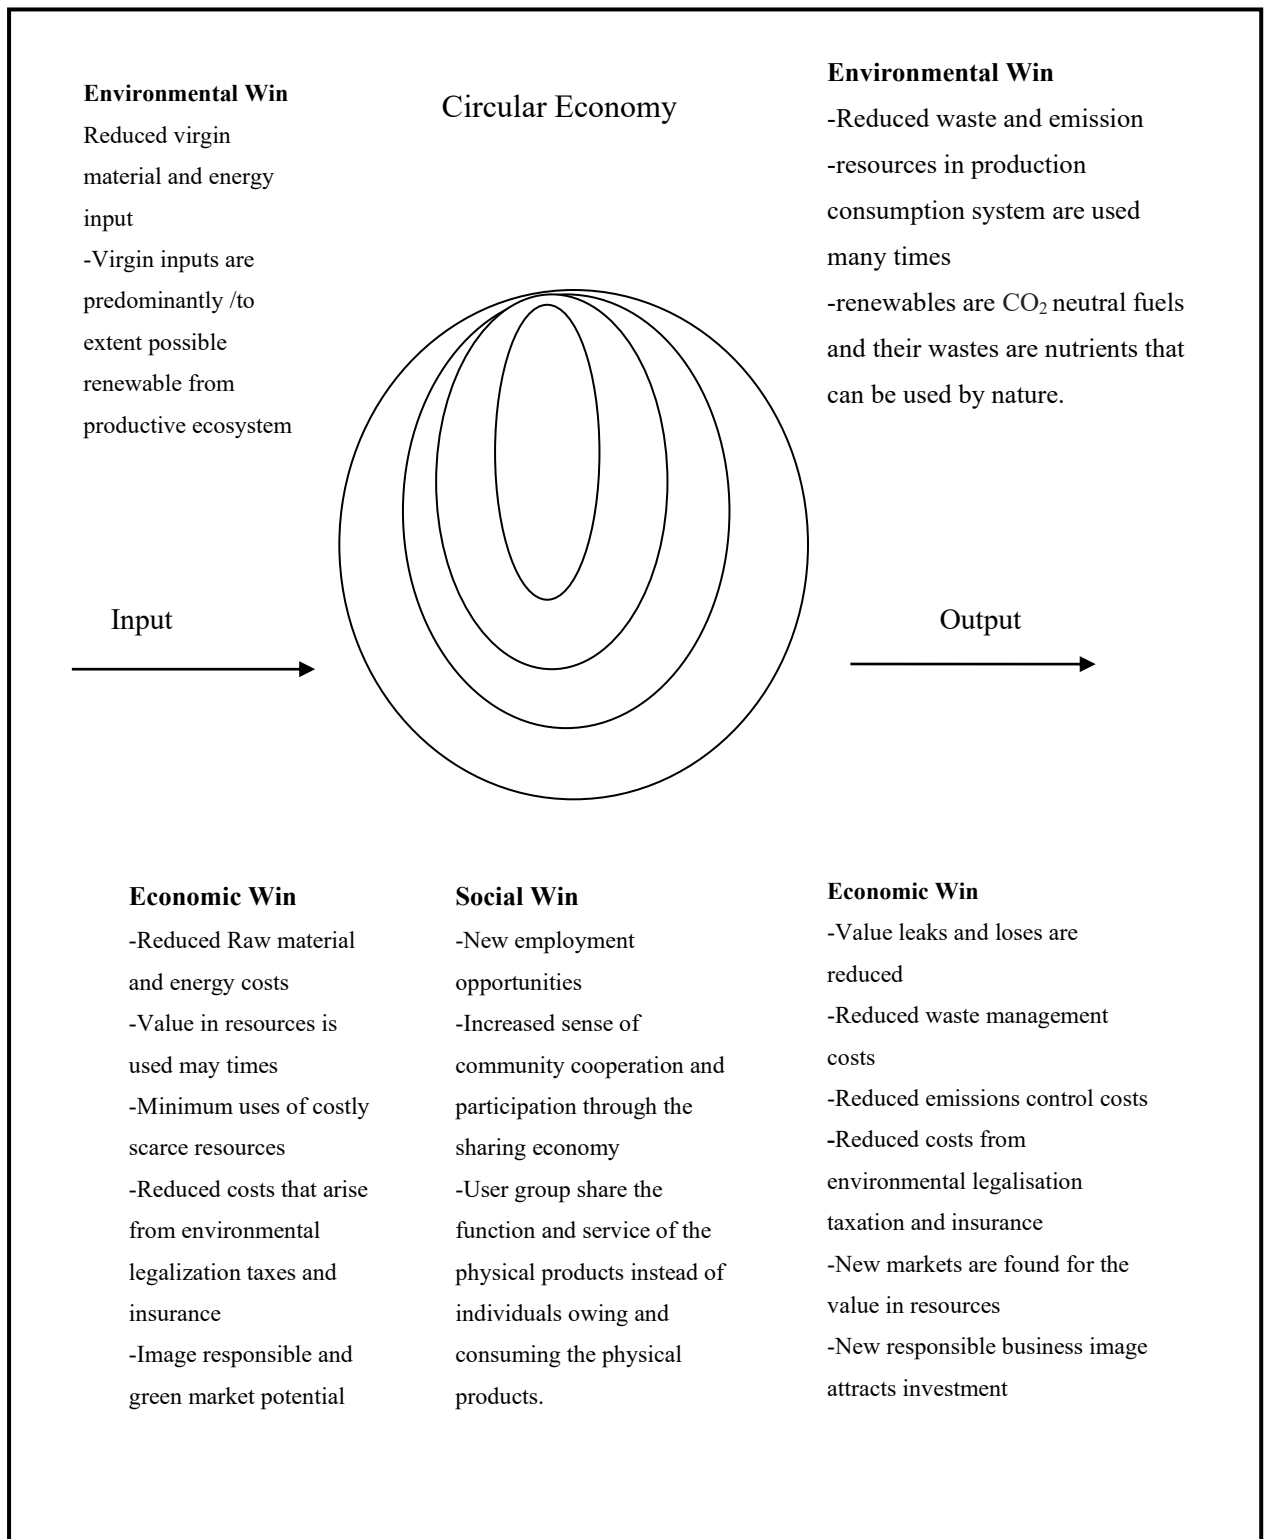 Environmental Win
Reduced virgin
material and energy
input
-Virgin inputs are
predominantly /to
extent possible
renewable from
productive ecosystem
Circular Economy
Environmental Win
-Reduced waste and emission
-resources in production
consumption system are used
many times
-renewables are CO₂ neutral fuels
and their wastes are nutrients that
can be used by nature.
Input
Output
Economic Win
-Reduced Raw material
and energy costs
-Value in resources is
used may times
-Minimum uses of costly
scarce resources
-Reduced costs that arise
from environmental
legalization taxes and
insurance
-Image responsible and
green market potential
Social Win
-New employment
opportunities
-Increased sense of
community cooperation and
participation through the
sharing economy
-User group share the
function and service of the
physical products instead of
individuals owing and
consuming the physical
products.
Economic Win
-Value leaks and loses are
reduced
-Reduced waste management
costs
-Reduced emissions control costs
-Reduced costs from
environmental legalisation
taxation and insurance
-New markets are found for the
value in resources
-New responsible business image
attracts investment